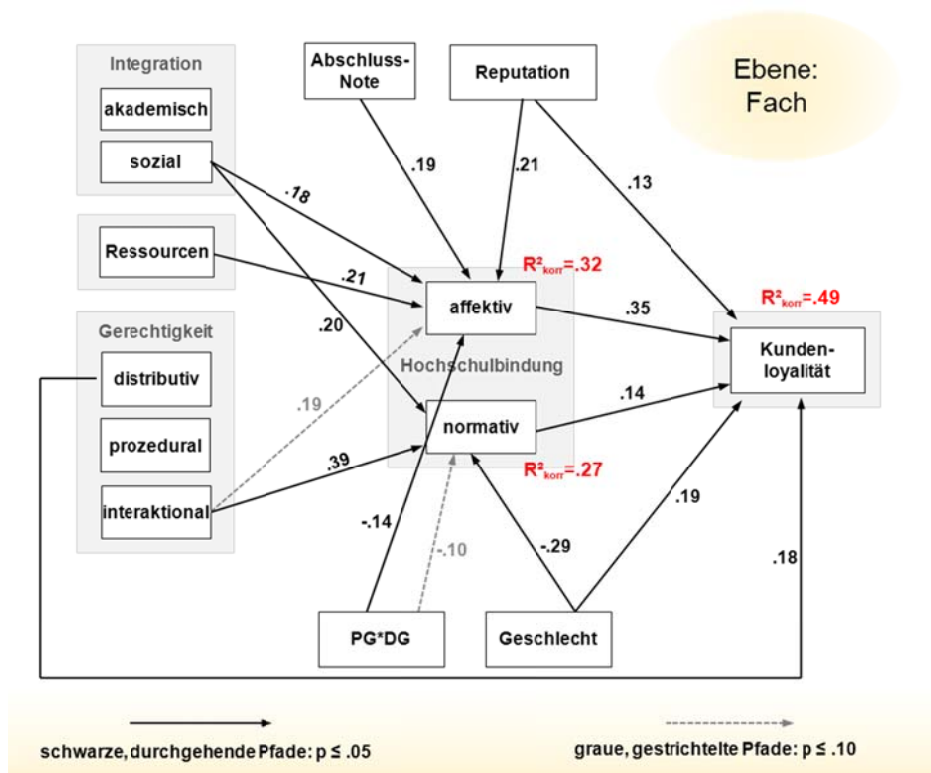 Integration
akademisch
sozial
Ressourcen
Gerechtigkeit
distributiv
prozedural
interaktional
Abschluss-
Note
Reputation
Ebene:
Fach
.18
.21
.20
.19
.39
.19
.21
.13
R²korr=.32
affektiv
Hochschulbindung
normativ
R²korr=.27
.35
.14
R²korr=.49
Kunden-
loyalität
-.14
-.10
-.29
.19
.18
PG*DG
Geschlecht
schwarze, durchgehende Pfade: p ≤ .05
graue, gestrichtelte Pfade: p ≤ .10